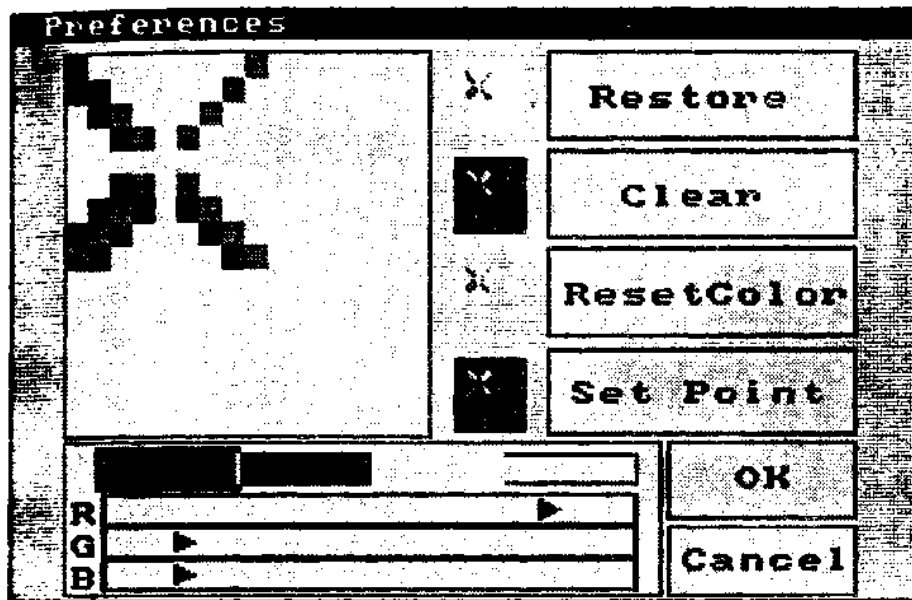 Preferences
Restore
Clear
ResetColor
Set Point
OK
Cancel
R
G
B